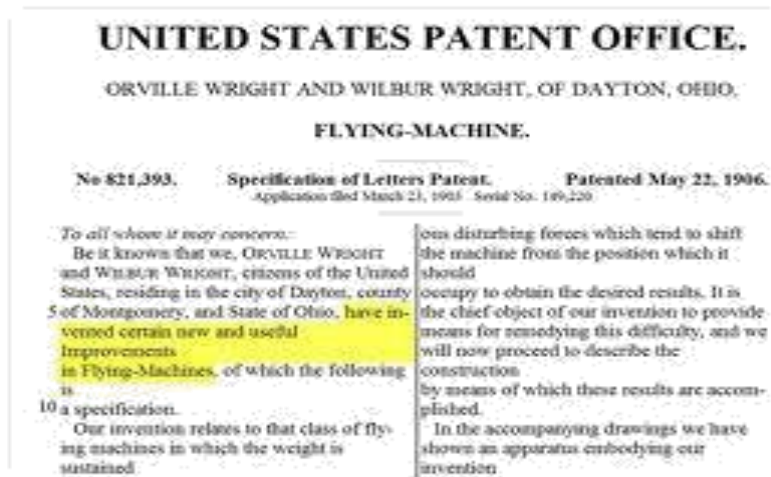 UNITED STATES PATENT OFFICE.
ORVILLE WRIGHT AND WILBUR WRIGHT, OF DAYTON, OHIO.
FLYING-MACHINE.
No 821,393. Specification of Letters Patent. Patented May 22, 1906.
Application filed March 23, 1903 Serial No. 149,220
To all whom it may concern:
Be it known that we, ORVILLE WRIGHT
and WILBUR WRIGHT, citizens of the United
States, residing in the city of Dayton, county
5 of Montgomery, and State of Ohio, have in-
vented certain new and useful
Improvements
in Flying-Machines, of which the following
is
10 a specification.
Our invention relates to that class of fly-
ing machines in which the weight is
sustained
ous disturbing forces which tend to shift
the machine from the position which it
should
occupy to obtain the desired results. It is
the chief object of our invention to provide
means for remedying this difficulty, and we
will now proceed to describe the
construction
by means of which these results are accom-
plished.
In the accompanying drawings we have
shown an apparatus embodying our
invention